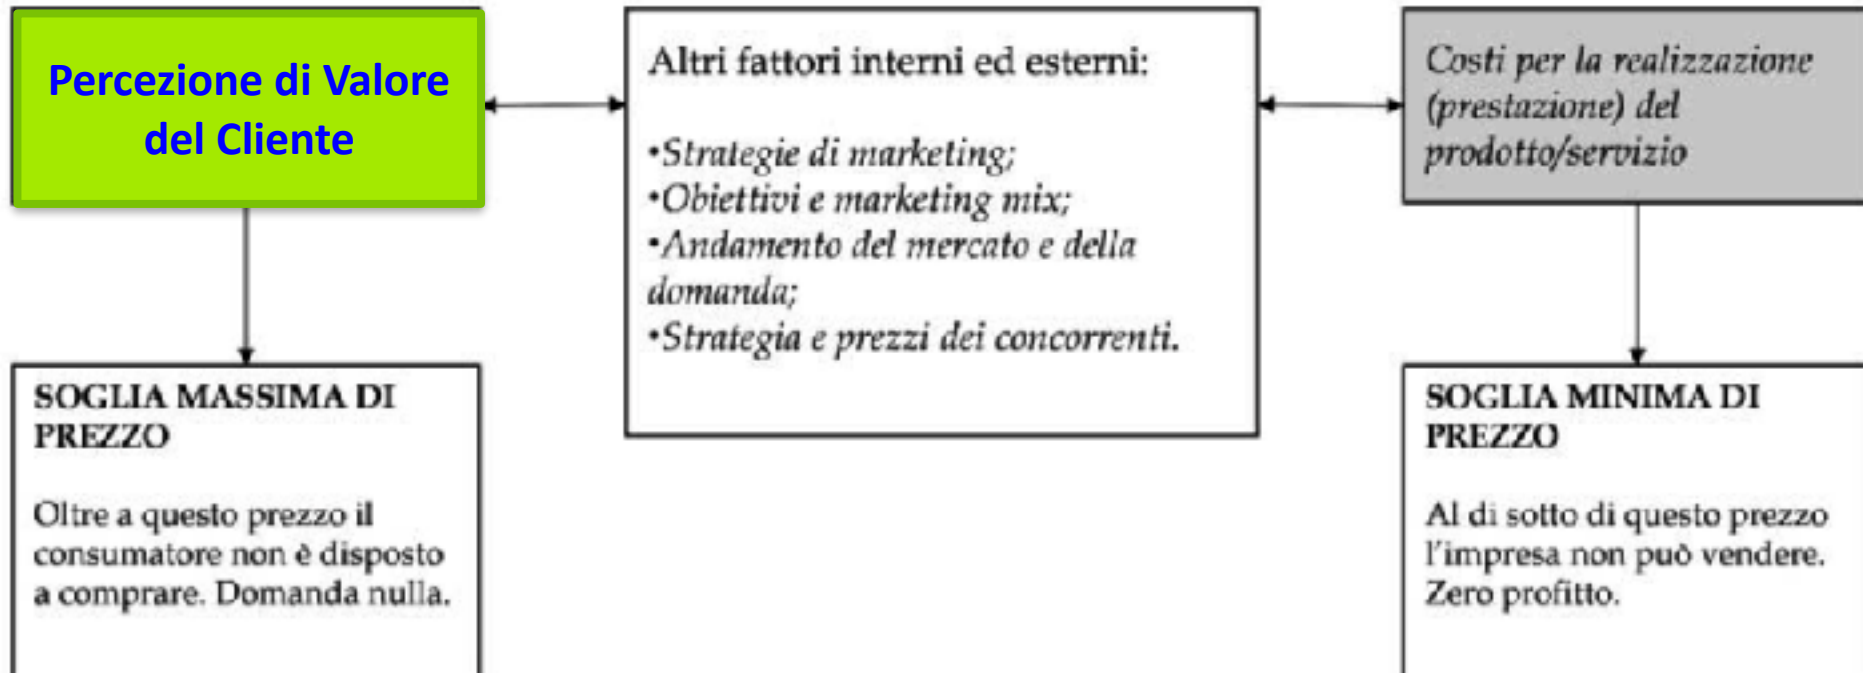 Percezione di Valore
del Cliente
Altri fattori interni ed esterni:
•Strategie di marketing;
•Obiettivi e marketing mix;
•Andamento del mercato e della
domanda;
•Strategia e prezzi dei concorrenti.
Costi per la realizzazione
(prestazione) del
prodotto/servizio
SOGLIA MASSIMA DI
PREZZO
Oltre a questo prezzo il
consumatore non è disposto
a comprare. Domanda nulla.
SOGLIA MINIMA DI
PREZZO
Al di sotto di questo prezzo
l'impresa non può vendere.
Zero profitto.